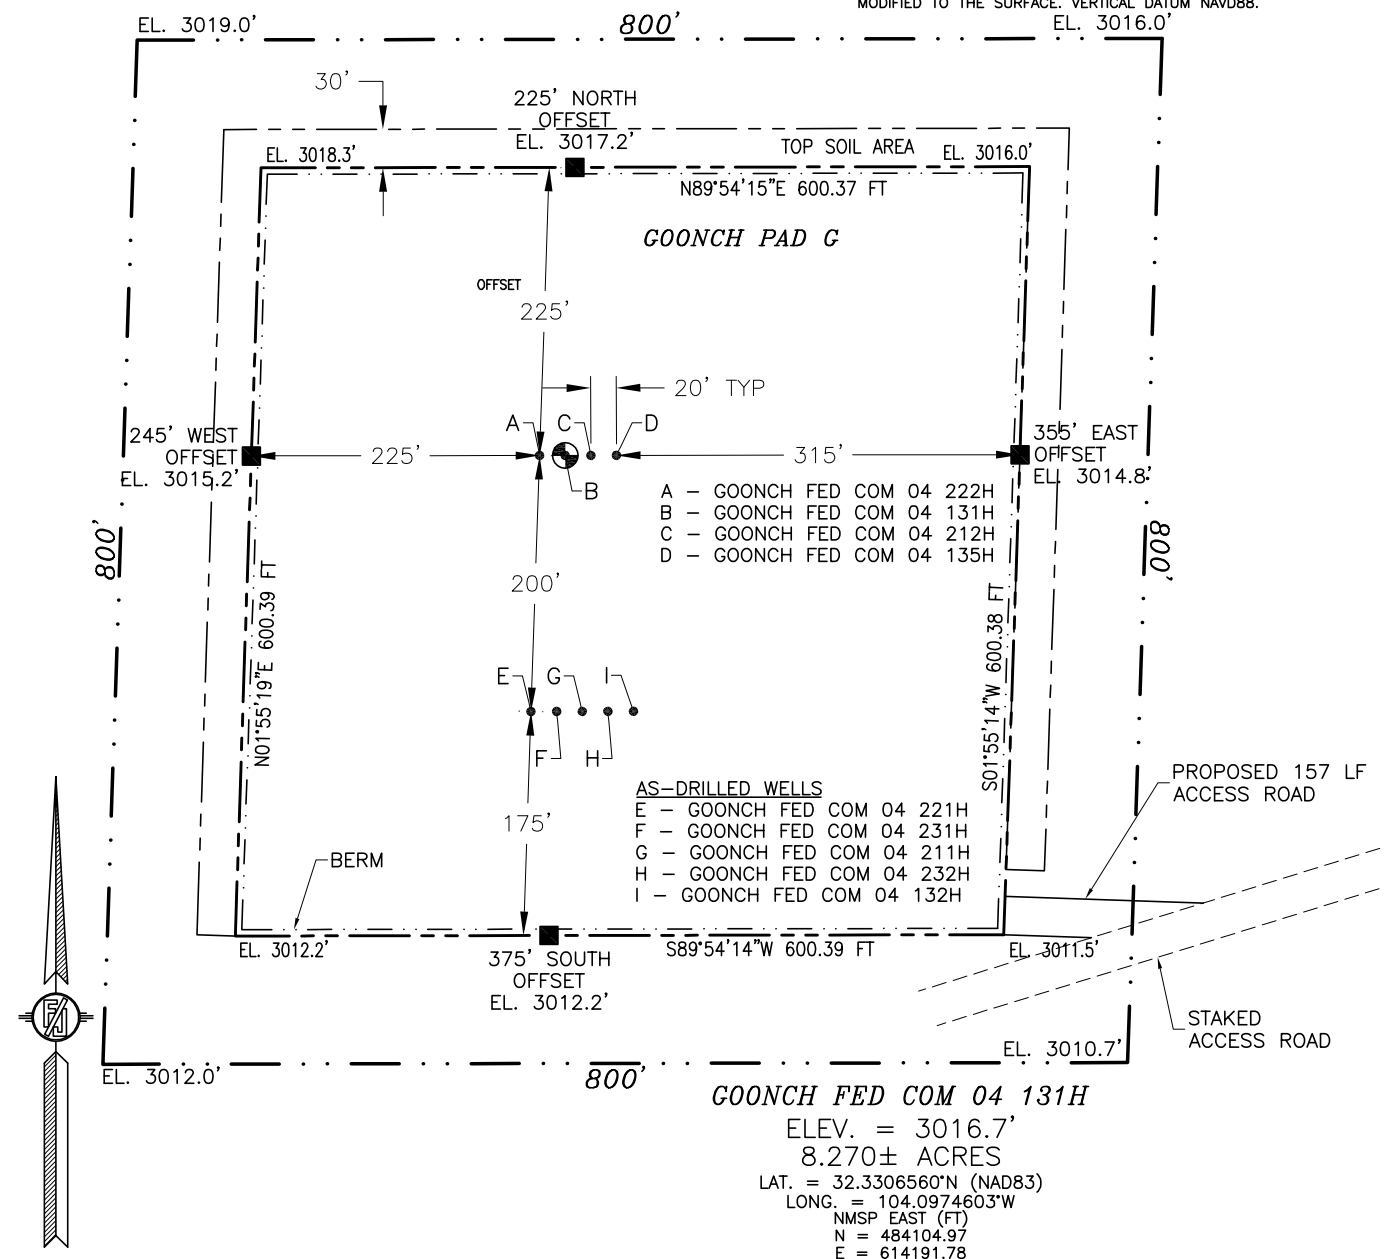 MODIFIED TO THE SURFACE. VERTICAL DATUM NAVD88.
EL. 3019.0'
800'
EL. 3016.0'
30'
225' NORTH
OFFSET
EL. 3017.2'
EL. 3018.3'
TOP SOIL AREA
EL. 3016.0'
N89°54'15"E 600.37 FT
GOONCH PAD G
OFFSET
225'
20' TYP
A
C
D
B
245' WEST
OFFSET
EL. 3015.2'
225'
315'
355' EAST
OFFSET
EL. 3014.8'
A – GOONCH FED COM 04 222H
B – GOONCH FED COM 04 131H
C – GOONCH FED COM 04 212H
D – GOONCH FED COM 04 135H
800'
800'
200'
N01°55'19"E 600.39 FT
S01°55'14"W 600.38 FT
E
G
I
F
H
175'
AS–DRILLED WELLS
E – GOONCH FED COM 04 221H
F – GOONCH FED COM 04 231H
G – GOONCH FED COM 04 211H
H – GOONCH FED COM 04 232H
I – GOONCH FED COM 04 132H
PROPOSED 157 LF
ACCESS ROAD
BERM
EL. 3012.2'
375' SOUTH
OFFSET
EL. 3012.2'
S89°54'14"W 600.39 FT
EL. 3011.5'
STAKED
ACCESS ROAD
EL. 3012.0'
800'
EL. 3010.7'
GOONCH FED COM 04 131H
ELEV. = 3016.7'
8.270± ACRES
LAT. = 32.3306560°N (NAD83)
LONG. = 104.0974603°W
NMSP EAST (FT)
N = 484104.97
E = 614191.78